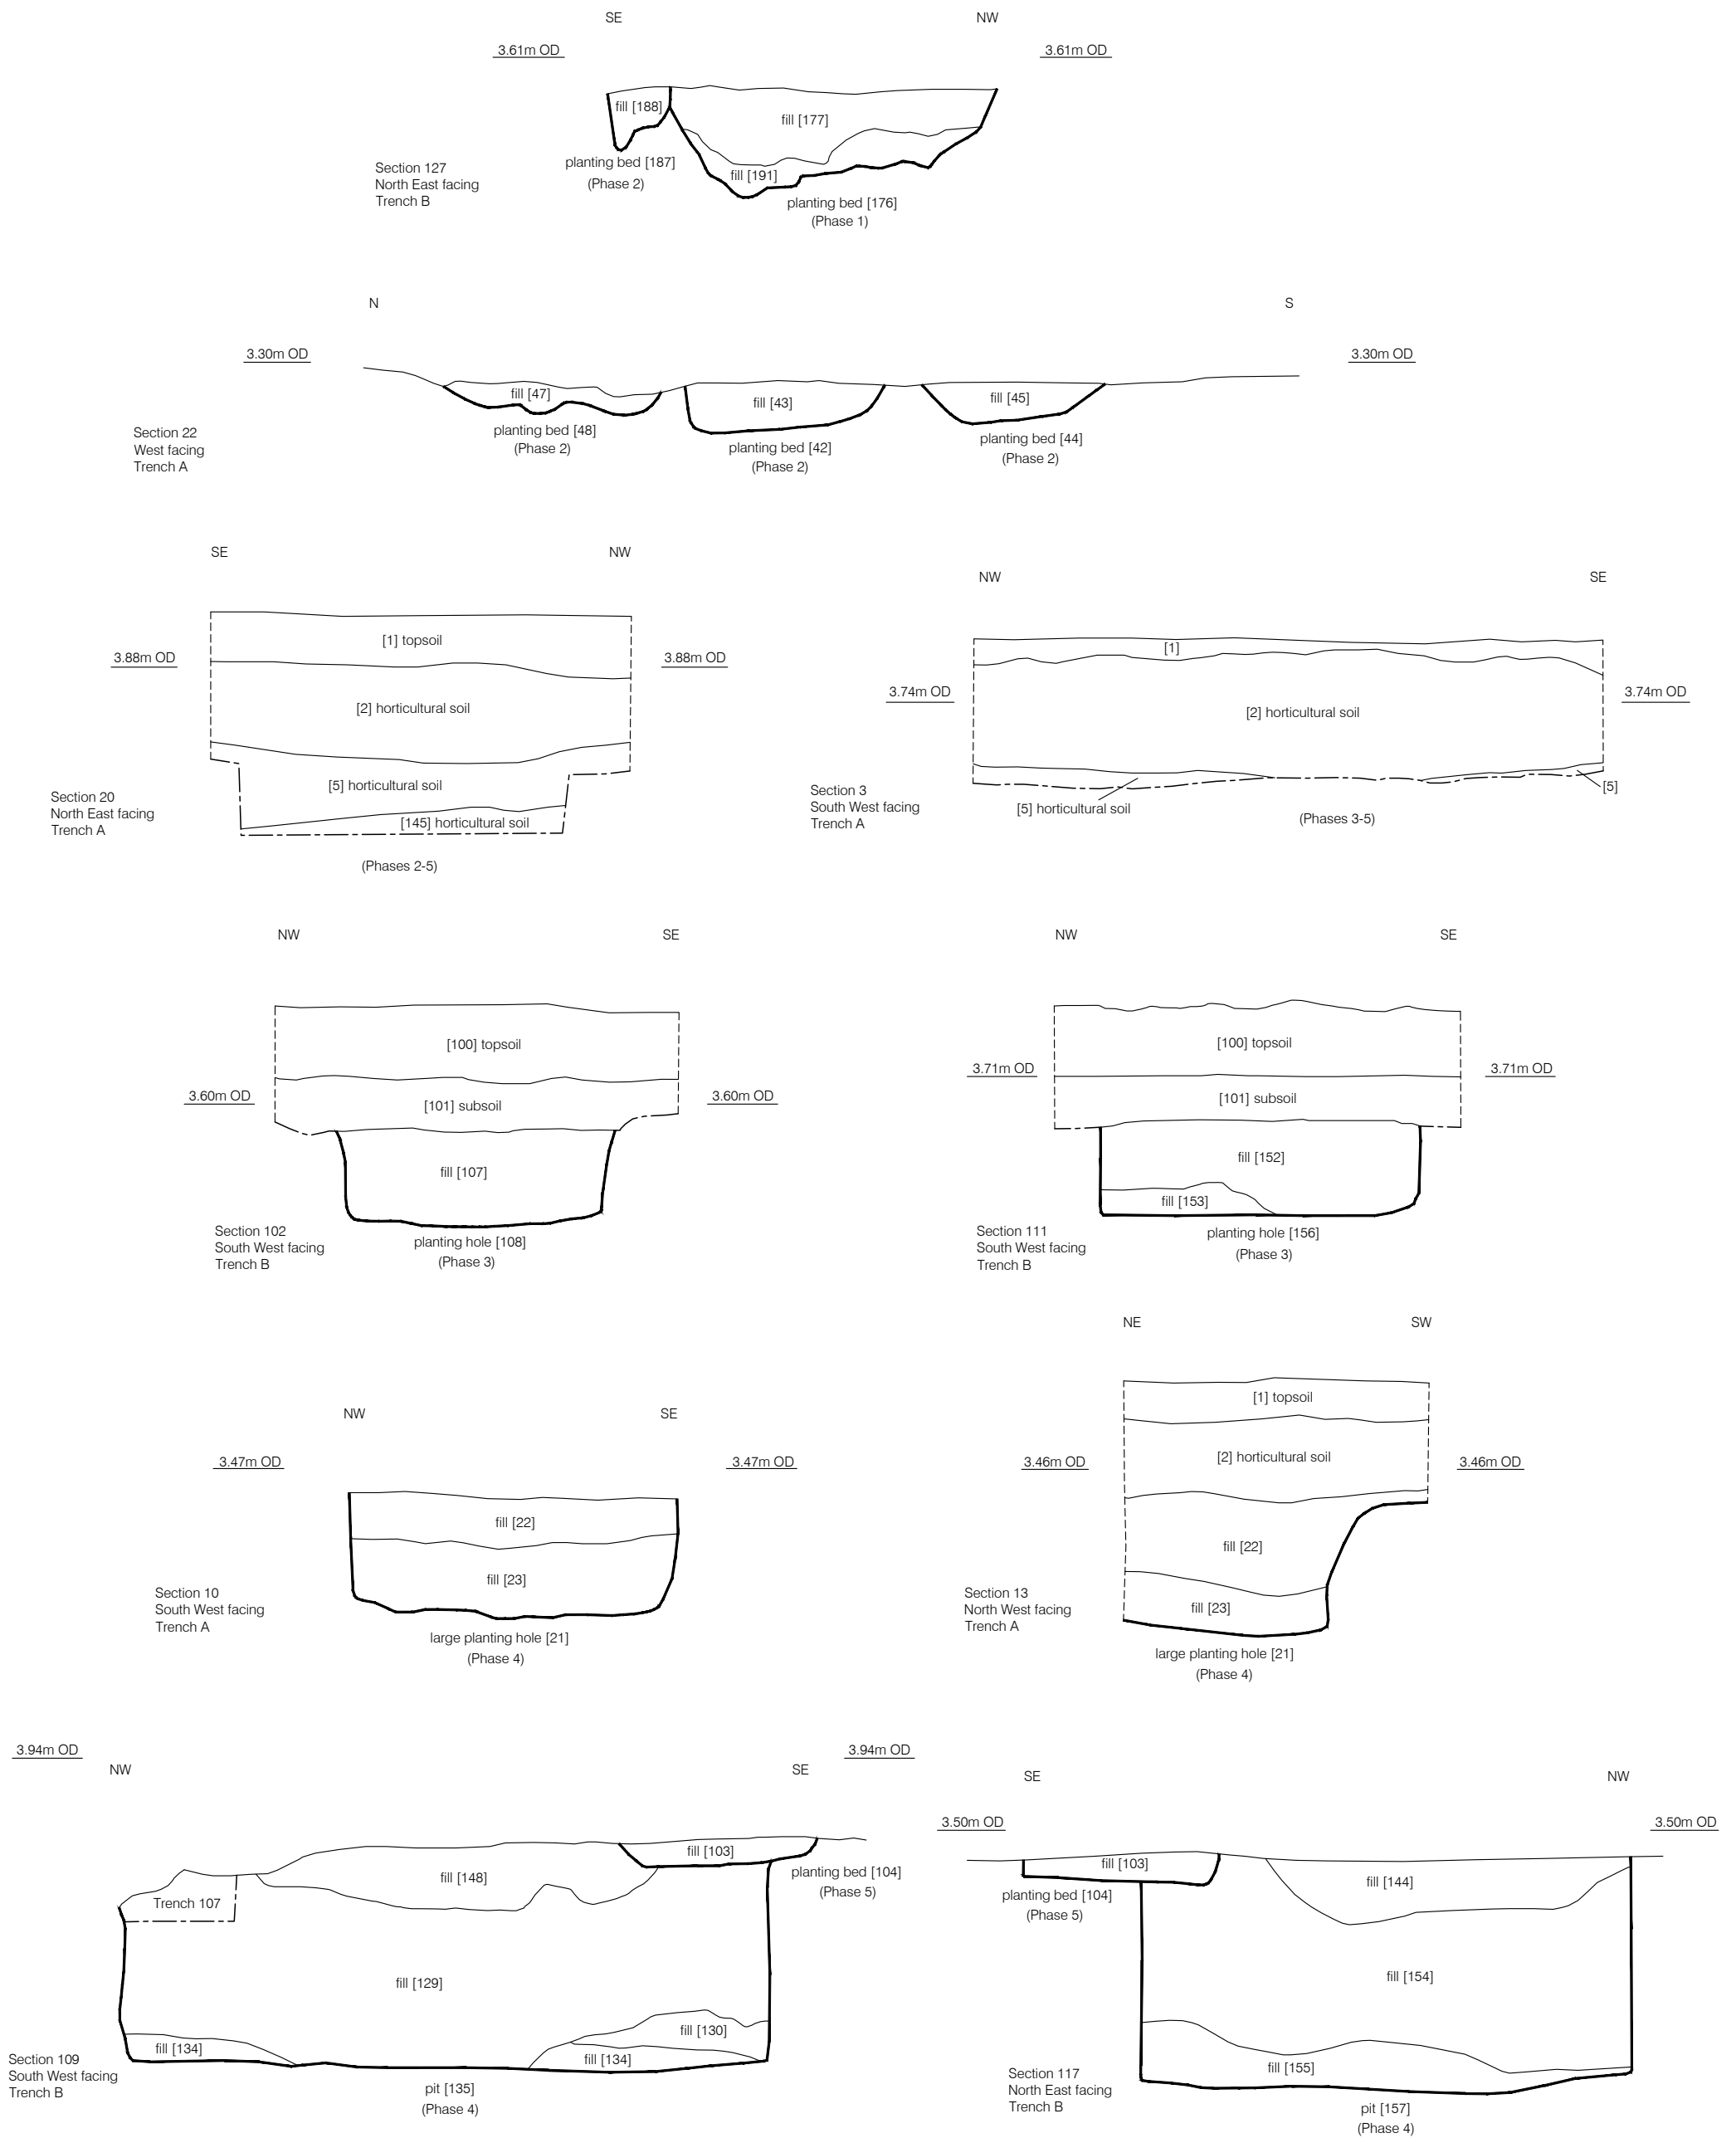 SE
NW
3.61m OD
3.61m OD
fill [188]
fill [177]
planting bed [187]
(Phase 2)
fill [191]
planting bed [176]
(Phase 1)
Section 127
North East facing
Trench B
N
S
3.30m OD
3.30m OD
fill [47]
fill [43]
fill [45]
planting bed [48]
(Phase 2)
planting bed [42]
(Phase 2)
planting bed [44]
(Phase 2)
Section 22
West facing
Trench A
SE
NW
3.88m OD
3.88m OD
[1] topsoil
[2] horticultural soil
[5] horticultural soil
[145] horticultural soil
Section 20
North East facing
Trench A
(Phases 2-5)
NW
SE
[1]
3.74m OD
3.74m OD
[2] horticultural soil
[5] horticultural soil
[5]
Section 3
South West facing
Trench A
(Phases 3-5)
NW
SE
[100] topsoil
3.60m OD
3.60m OD
[101] subsoil
fill [107]
Section 102
South West facing
Trench B
planting hole [108]
(Phase 3)
NW
SE
[100] topsoil
3.71m OD
3.71m OD
[101] subsoil
fill [152]
fill [153]
Section 111
South West facing
Trench B
planting hole [156]
(Phase 3)
NW
SE
3.47m OD
3.47m OD
fill [22]
fill [23]
Section 10
South West facing
Trench A
large planting hole [21]
(Phase 4)
NE
SW
[1] topsoil
[2] horticultural soil
3.46m OD
3.46m OD
fill [22]
fill [23]
Section 13
North West facing
Trench A
large planting hole [21]
(Phase 4)
3.94m OD
3.94m OD
NW
SE
fill [103]
planting bed [104]
(Phase 5)
fill [148]
Trench 107
fill [129]
fill [130]
fill [134]
fill [134]
Section 109
South West facing
Trench B
pit [135]
(Phase 4)
SE
NW
3.50m OD
3.50m OD
fill [103]
planting bed [104]
(Phase 5)
fill [144]
fill [154]
fill [155]
Section 117
North East facing
Trench B
pit [157]
(Phase 4)